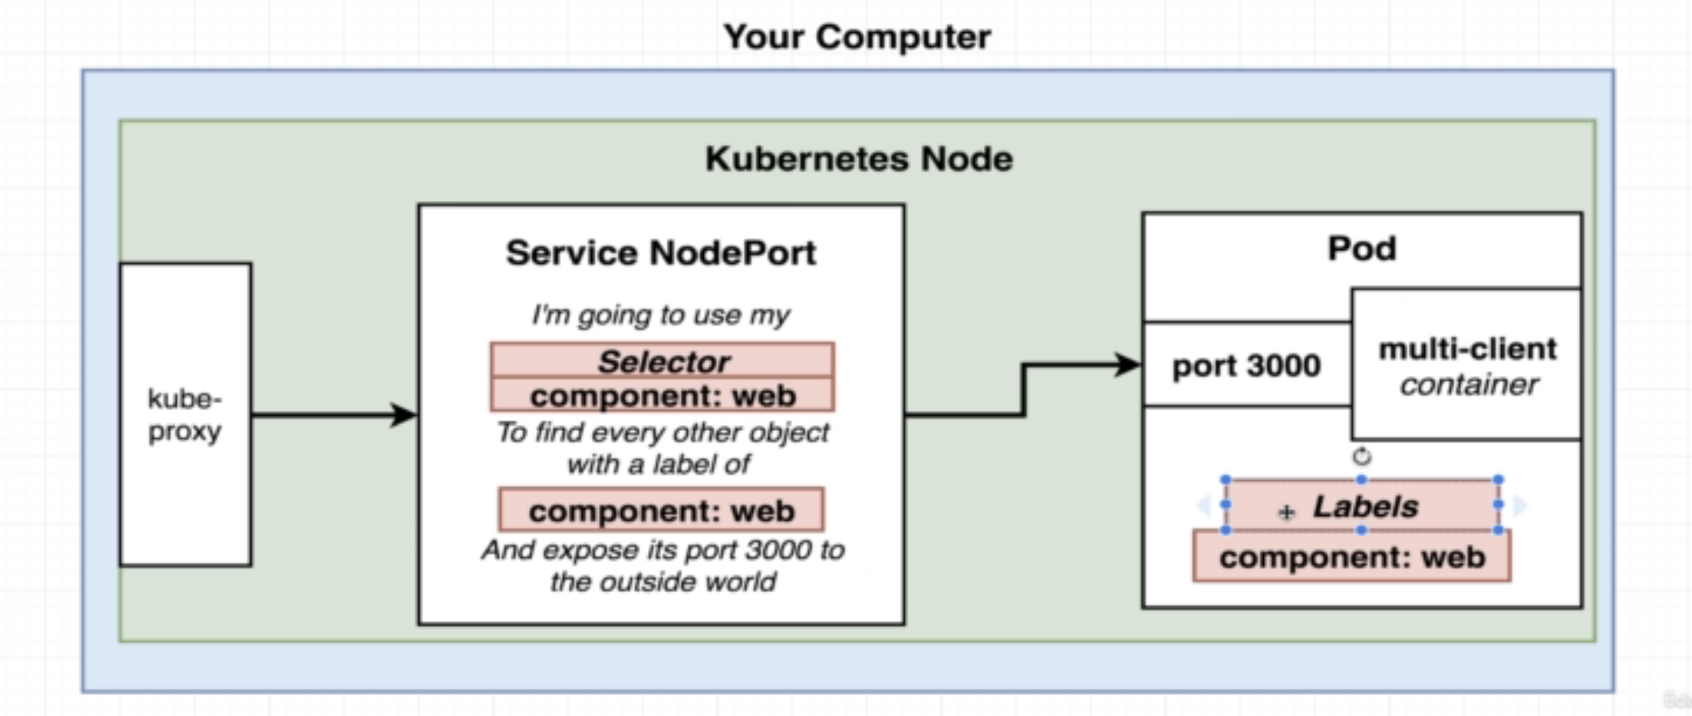 Your Computer
Kubernetes Node
kube-
proxy
Service NodePort
I'm going to use my
Selector
component: web
To find every other object
with a label of
component: web
And expose its port 3000 to
the outside world
Pod
port 3000
multi-client
container
Labels
component: web